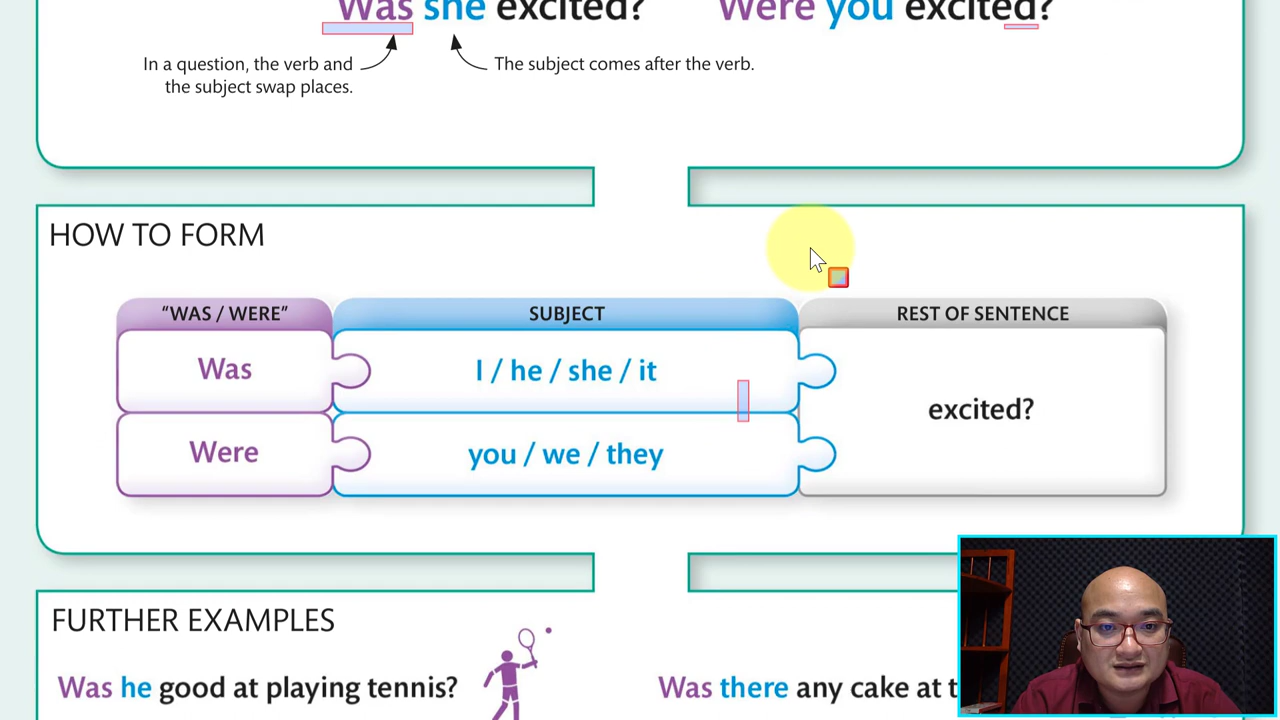 Was she excited? Were you excited?
In a question, the verb and
the subject swap places.
The subject comes after the verb.
HOW TO FORM
"WAS / WERE" SUBJECT REST OF SENTENCE
Was I / he / she / it
excited?
Were you / we / they
FURTHER EXAMPLES
Was he good at playing tennis? Was there any cake at